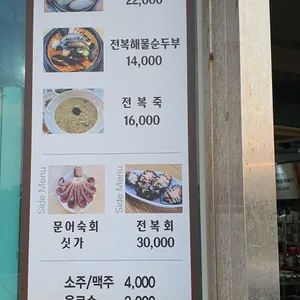 22,000
전복해물순두부
14,000
전복죽
16,000
Side Menu
Side Menu
문어숙회
싯가
전복회
30,000
소주/맥주 4,000